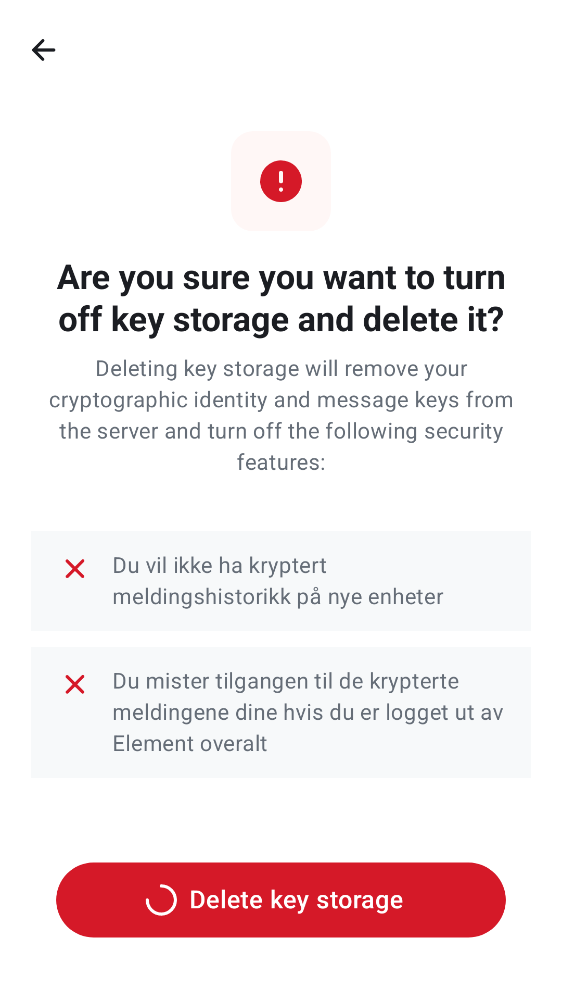 Are you sure you want to turn
off key storage and delete it?
Deleting key storage will remove your
cryptographic identity and message keys from
the server and turn off the following security
features:
Du vil ikke ha kryptert
meldingshistorikk på nye enheter
Du mister tilgangen til de krypterte
meldingene dine hvis du er logget ut av
Element overalt
Delete key storage